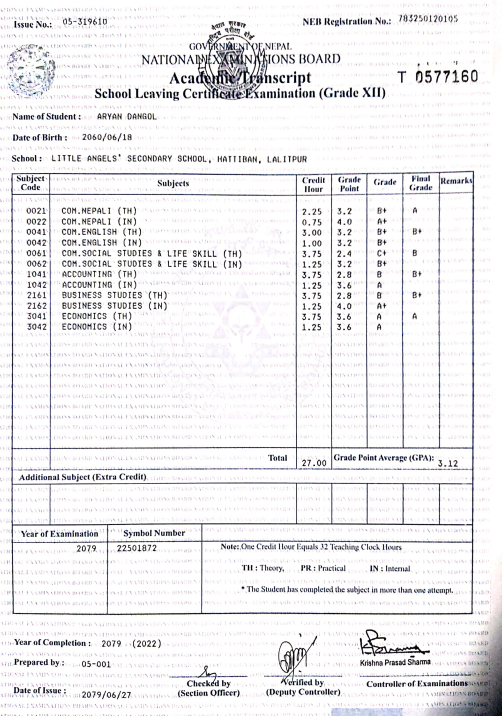 Issue No.: 05-319610
NEB Registration No.: 783250120105
नेपाल सरकार
GOVERNMENT OF NEPAL
NATIONAL EXAMINATIONS BOARD
Academic Transcript
T 0577160
School Leaving Certificate Examination (Grade XII)
Name of Student : ARYAN DANGOL
Date of Birth : 2060/06/18
School : LITTLE ANGELS' SECONDARY SCHOOL, HATTIBAN, LALITPUR
Subject Code Subjects Credit Hour Grade Point Grade Final Grade Remarks
0021 COM.NEPALI (TH) 2.25 3.2 B+ A
0022 COM.NEPALI (IN) 0.75 4.0 A+
0041 COM.ENGLISH (TH) 3.00 3.2 B+ B+
0042 COM.ENGLISH (IN) 1.00 3.2 B+
0061 COM.SOCIAL STUDIES & LIFE SKILL (TH) 3.75 2.4 C+ B
0062 COM.SOCIAL STUDIES & LIFE SKILL (IN) 1.25 3.2 B+
1041 ACCOUNTING (TH) 3.75 2.8 B B+
1042 ACCOUNTING (IN) 1.25 3.6 A
2161 BUSINESS STUDIES (TH) 3.75 2.8 B B+
2162 BUSINESS STUDIES (IN) 1.25 4.0 A+
3041 ECONOMICS (TH) 3.75 3.6 A A
3042 ECONOMICS (IN) 1.25 3.6 A
Total 27.00 Grade Point Average (GPA): 3.12
Additional Subject (Extra Credit)
Year of Examination Symbol Number
2079 22501872
Note: One Credit Hour Equals 32 Teaching Clock Hours
TH : Theory, PR : Practical IN : Internal
* The Student has completed the subject in more than one attempt.
Year of Completion : 2079 (2022)
Prepared by : 05-001
Krishna Prasad Sharma
Checked by
(Section Officer)
Verified by
(Deputy Controller)
Controller of Examinations
Date of Issue : 2079/06/27